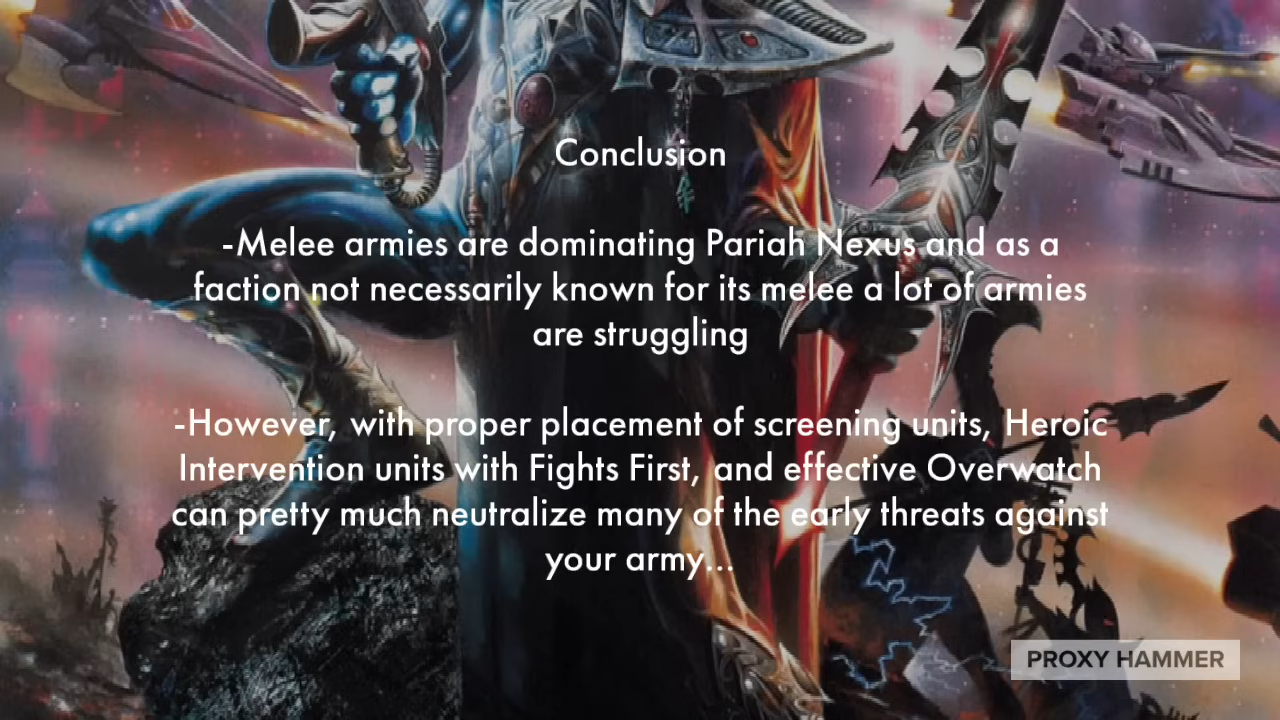 Conclusion
-Melee armies are dominating Pariah Nexus and as a
faction not necessarily known for its melee a lot of armies
are struggling
-However, with proper placement of screening units, Heroic
Intervention units with Fights First, and effective Overwatch
can pretty much neutralize many of the early threats against
your army...
PROXY HAMMER